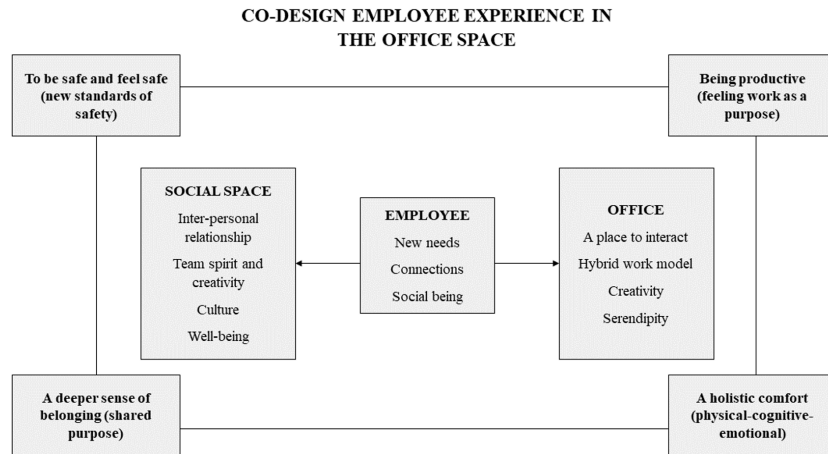 CO-DESIGN EMPLOYEE EXPERIENCE IN
THE OFFICE SPACE
To be safe and feel safe
(new standards of
safety)
Being productive
(feeling work as a
purpose)
SOCIAL SPACE
Inter-personal
relationship
Team spirit and
creativity
Culture
Well-being
EMPLOYEE
New needs
Connections
Social being
OFFICE
A place to interact
Hybrid work model
Creativity
Serendipity
A deeper sense of
belonging (shared
purpose)
A holistic comfort
(physical-cognitive-
emotional)